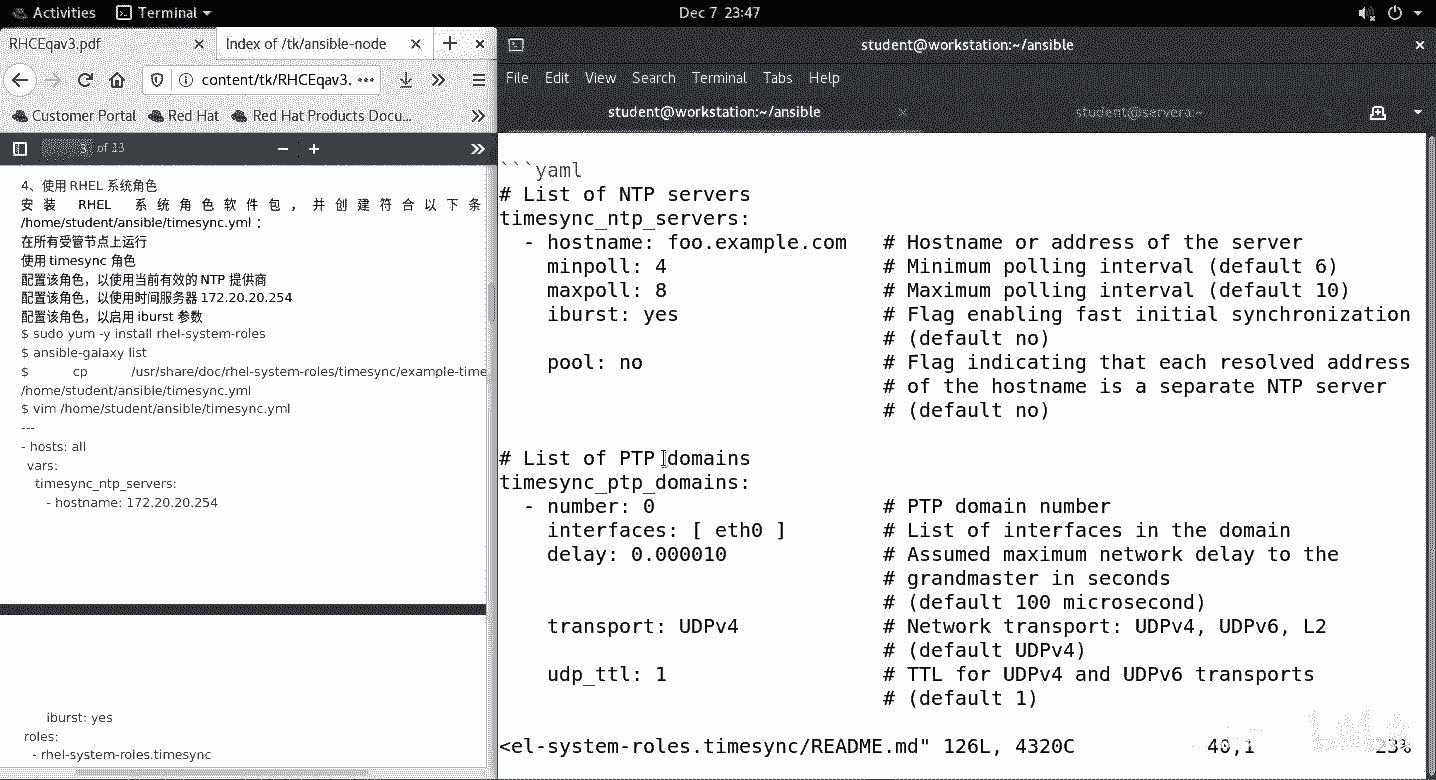 Activities
Terminal
Dec 7 23:47
RHCEqav3.pdf
Index of /tk/ansible-node
content/tk/RHCEqav3.
Customer Portal
Red Hat
Red Hat Products Docu...
5 of 13
4、使用 RHEL 系统角色
安装 RHEL 系统角色软件包，并创建符合以下条
/home/student/ansible/timesync.yml：
在所有受管节点上运行
使用 timesync 角色
配置该角色，以使用当前有效的 NTP 提供商
配置该角色，以使用时间服务器 172.20.20.254
配置该角色，以启用 iburst 参数
$ sudo yum -y install rhel-system-roles
$ ansible-galaxy list
$ cp /usr/share/doc/rhel-system-roles/timesync/example-time
/home/student/ansible/timesync.yml
$ vim /home/student/ansible/timesync.yml
---
- hosts: all
vars:
timesync_ntp_servers:
- hostname: 172.20.20.254
iburst: yes
roles:
- rhel-system-roles.timesync
student@workstation:~/ansible
File Edit View Search Terminal Tabs Help
student@workstation:~/ansible
student@servera:~
```yaml
# List of NTP servers
timesync_ntp_servers:
  - hostname: foo.example.com   # Hostname or address of the server
    minpoll: 4                  # Minimum polling interval (default 6)
    maxpoll: 8                  # Maximum polling interval (default 10)
    iburst: yes                 # Flag enabling fast initial synchronization
                                # (default no)
    pool: no                    # Flag indicating that each resolved address
                                # of the hostname is a separate NTP server
                                # (default no)
# List of PTP domains
timesync_ptp_domains:
  - number: 0                   # PTP domain number
    interfaces: [ eth0 ]        # List of interfaces in the domain
    delay: 0.000010             # Assumed maximum network delay to the
                                # grandmaster in seconds
                                # (default 100 microsecond)
    transport: UDPv4            # Network transport: UDPv4, UDPv6, L2
                                # (default UDPv4)
    udp_ttl: 1                  # TTL for UDPv4 and UDPv6 transports
                                # (default 1)
<el-system-roles.timesync/README.md" 126L, 4320C 40,1 23%